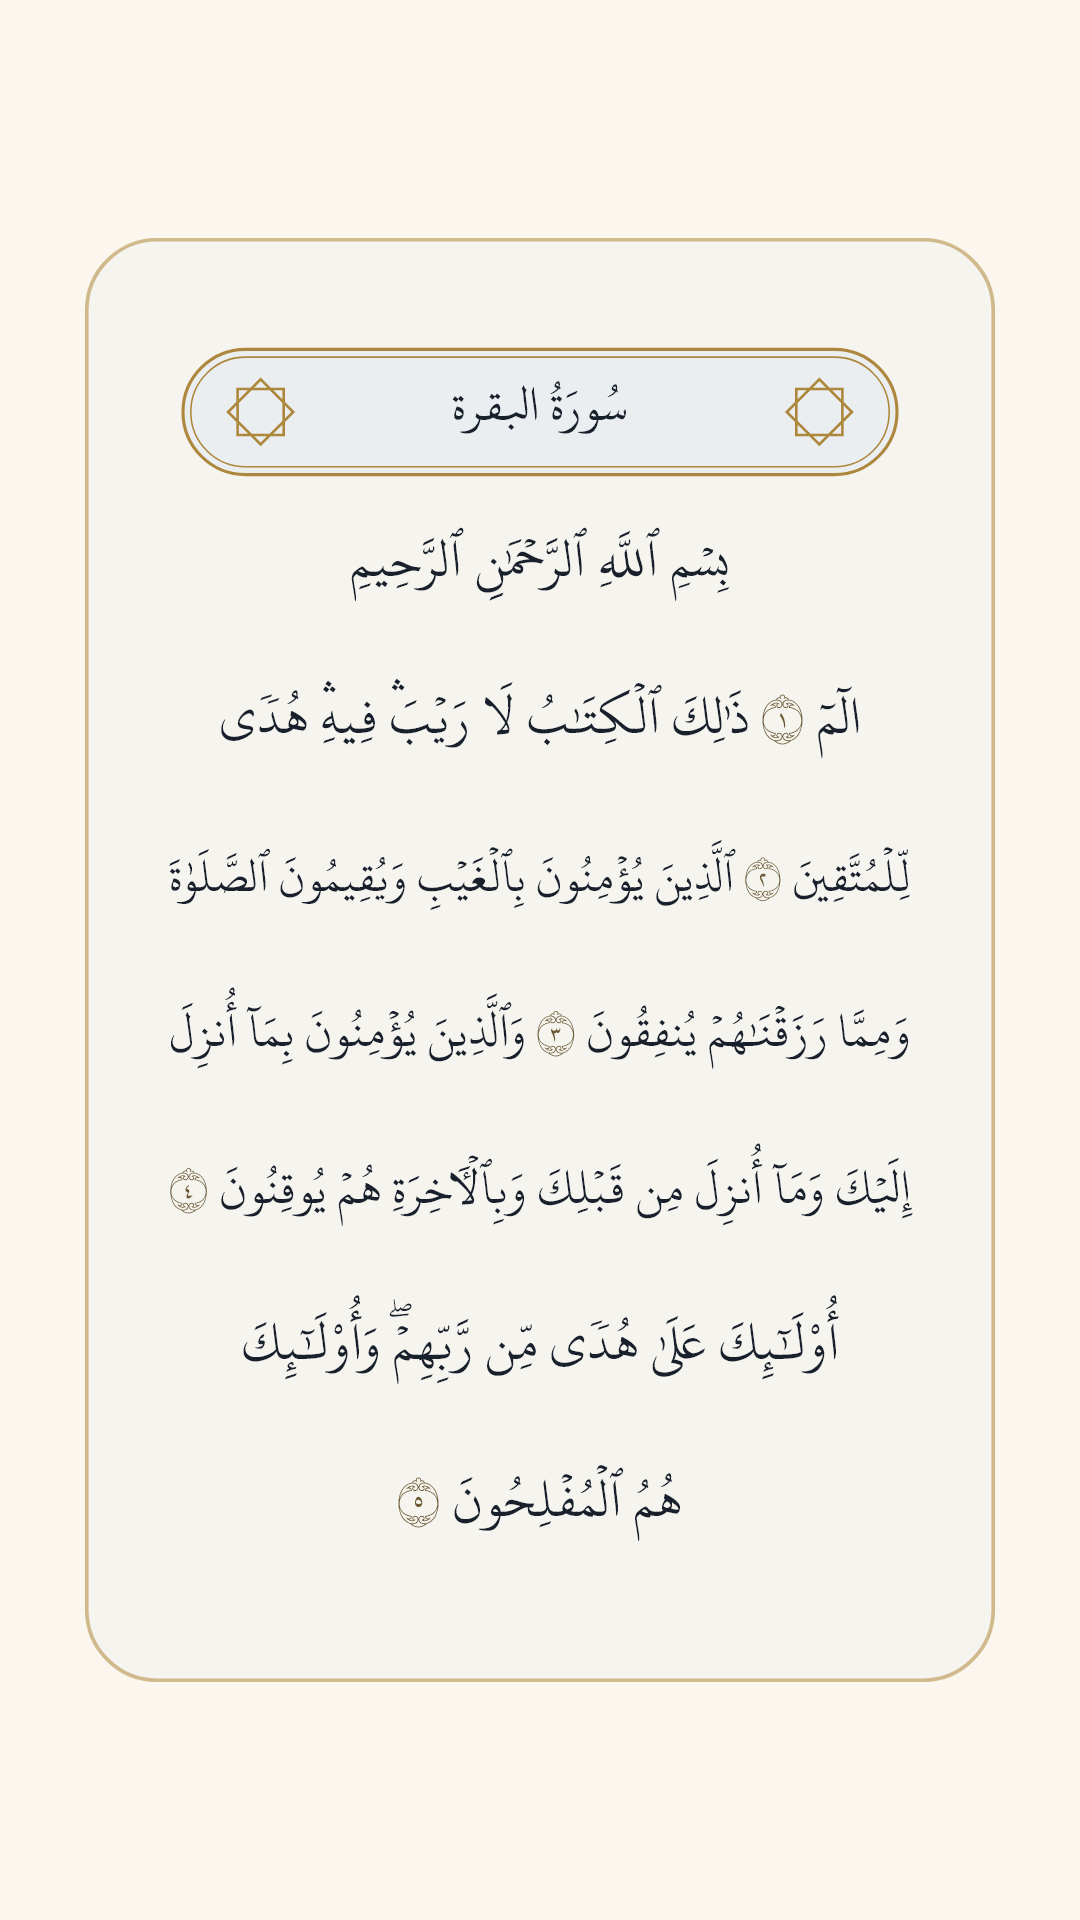 سُورَةُ البقرة
بِسۡمِ ٱللَّهِ ٱلرَّحۡمَٰنِ ٱلرَّحِيمِ
الٓمٓ ١ ذَٰلِكَ ٱلۡكِتَٰبُ لَا رَيۡبَۛ فِيهِۛ هُدٗى
لِّلۡمُتَّقِينَ ٢ ٱلَّذِينَ يُؤۡمِنُونَ بِٱلۡغَيۡبِ وَيُقِيمُونَ ٱلصَّلَوٰةَ
وَمِمَّا رَزَقۡنَٰهُمۡ يُنفِقُونَ ٣ وَٱلَّذِينَ يُؤۡمِنُونَ بِمَآ أُنزِلَ
إِلَيۡكَ وَمَآ أُنزِلَ مِن قَبۡلِكَ وَبِٱلۡأٓخِرَةِ هُمۡ يُوقِنُونَ ٤
أُوْلَٰٓئِكَ عَلَىٰ هُدٗى مِّن رَّبِّهِمۡۖ وَأُوْلَٰٓئِكَ
هُمُ ٱلۡمُفۡلِحُونَ ٥